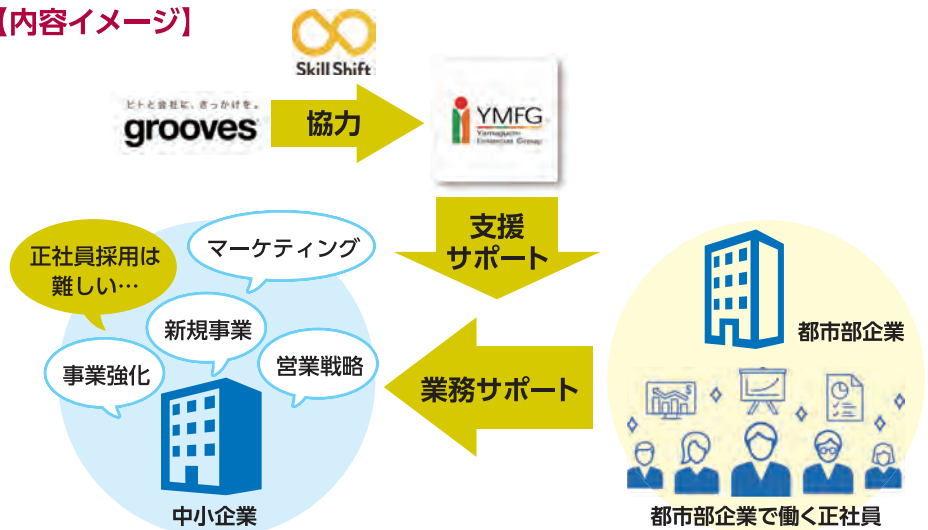 【内容イメージ】
Skill Shift
ヒトと会社に、きっかけを。
grooves
協力
YMFG
Yamaguchi
Financial Group
支援
サポート
正社員採用は
難しい…
マーケティング
新規事業
事業強化
営業戦略
業務サポート
都市部企業
中小企業
都市部企業で働く正社員